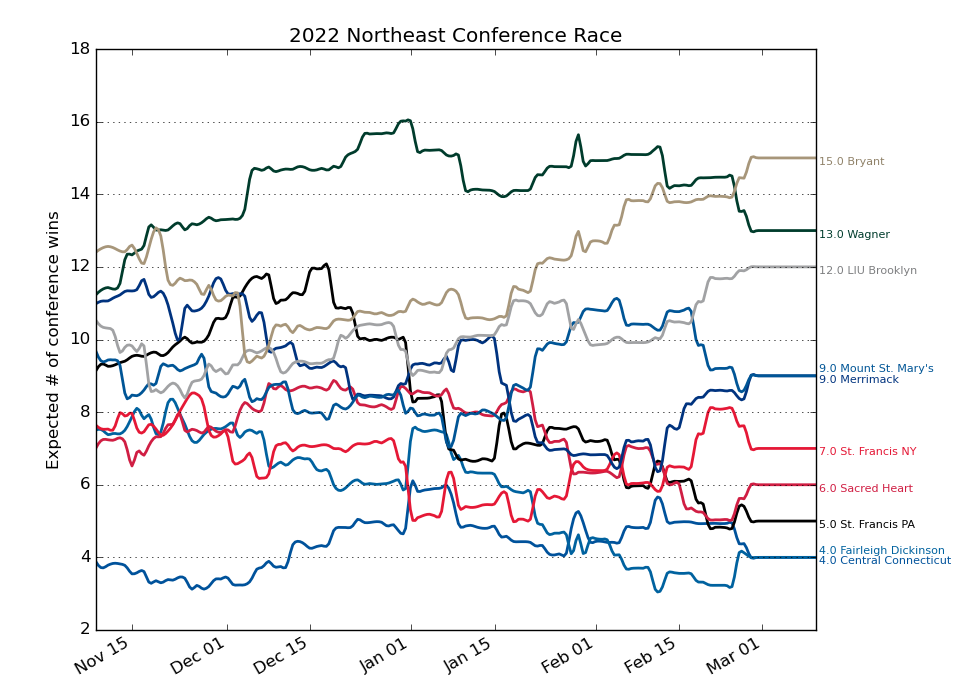 2022 Northeast Conference Race
Expected # of conference wins
18
16
14
12
10
8
6
4
2
15.0 Bryant
13.0 Wagner
12.0 LIU Brooklyn
9.0 Mount St. Mary's
9.0 Merrimack
7.0 St. Francis NY
6.0 Sacred Heart
5.0 St. Francis PA
4.0 Fairleigh Dickinson
4.0 Central Connecticut
Nov 15
Dec 01
Dec 15
Jan 01
Jan 15
Feb 01
Feb 15
Mar 01